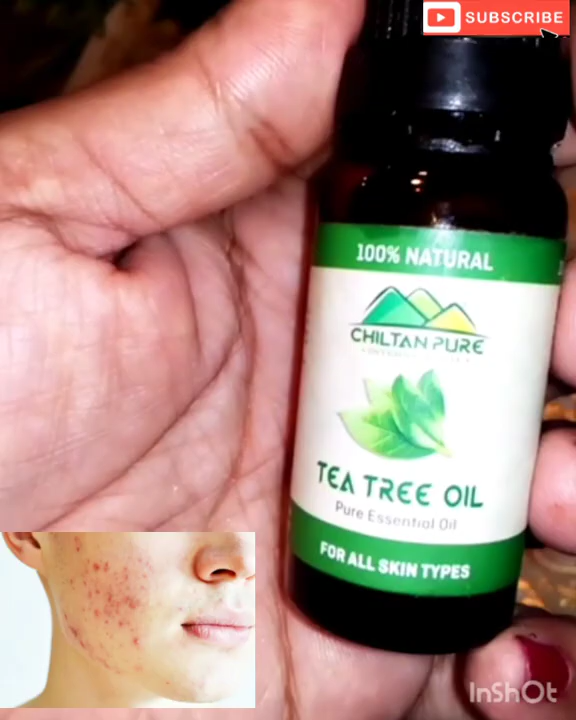 SUBSCRIBE
100% NATURAL
CHILTAN PURE
TEA TREE OIL
Pure Essential Oil
FOR ALL SKIN TYPES
InShOt